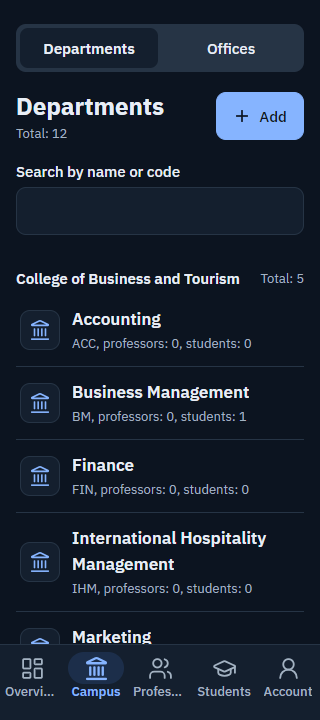 Departments Offices
Departments
Total: 12
Add
Search by name or code
College of Business and Tourism Total: 5
Accounting
ACC, professors: 0, students: 0
Business Management
BM, professors: 0, students: 1
Finance
FIN, professors: 0, students: 0
International Hospitality
Management
IHM, professors: 0, students: 0
Marketing
Overvi... Campus Profes... Students Account